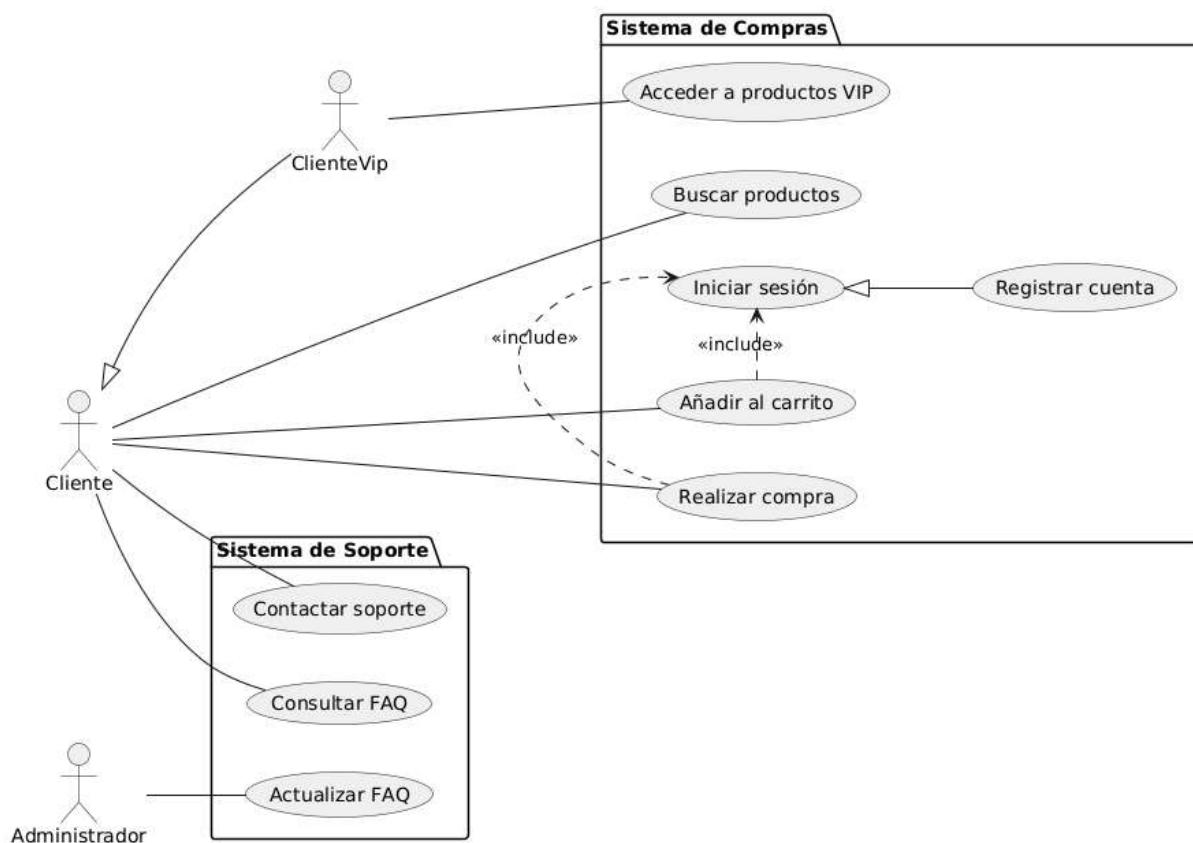 Sistema de Compras
Acceder a productos VIP
ClienteVip
Buscar productos
Iniciar sesión
Registrar cuenta
«include»
«include»
Añadir al carrito
Cliente
Realizar compra
Sistema de Soporte
Contactar soporte
Consultar FAQ
Actualizar FAQ
Administrador